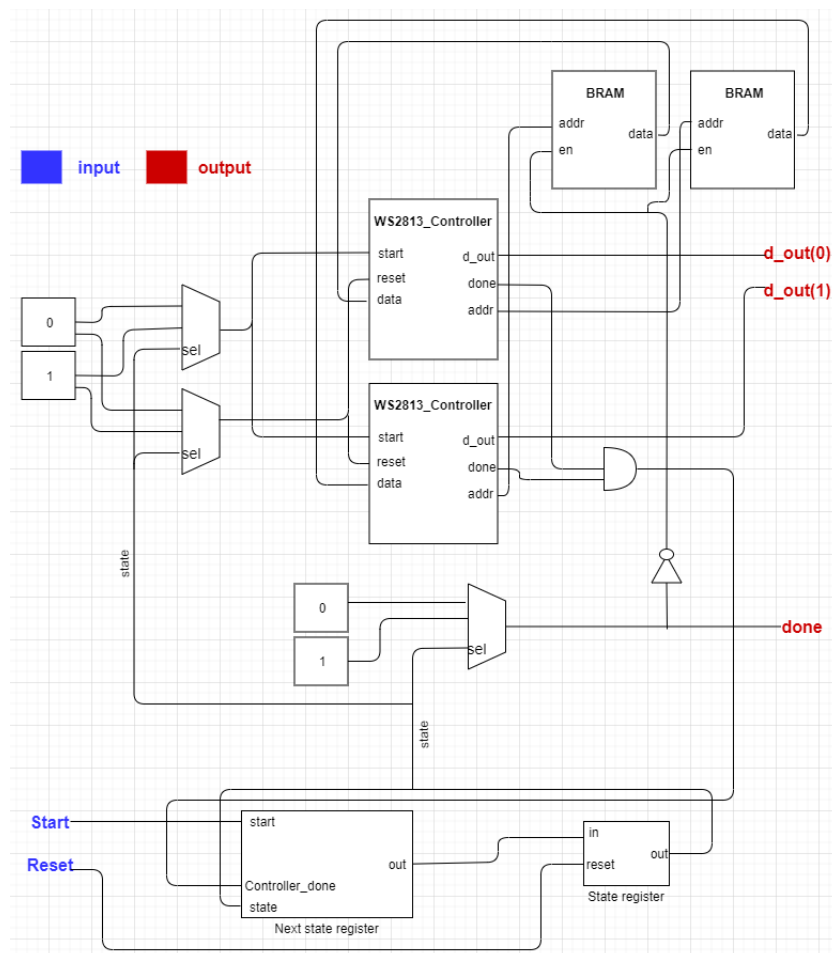 BRAM
addr
data
en
BRAM
addr
data
en
input
output
WS2813_Controller
start
d_out
reset
done
data
addr
d_out(0)
d_out(1)
0
1
sel
sel
WS2813_Controller
start
d_out
reset
done
data
addr
state
0
1
sel
done
state
Start
Reset
start
out
Controller_done
state
Next state register
in
reset
out
State register